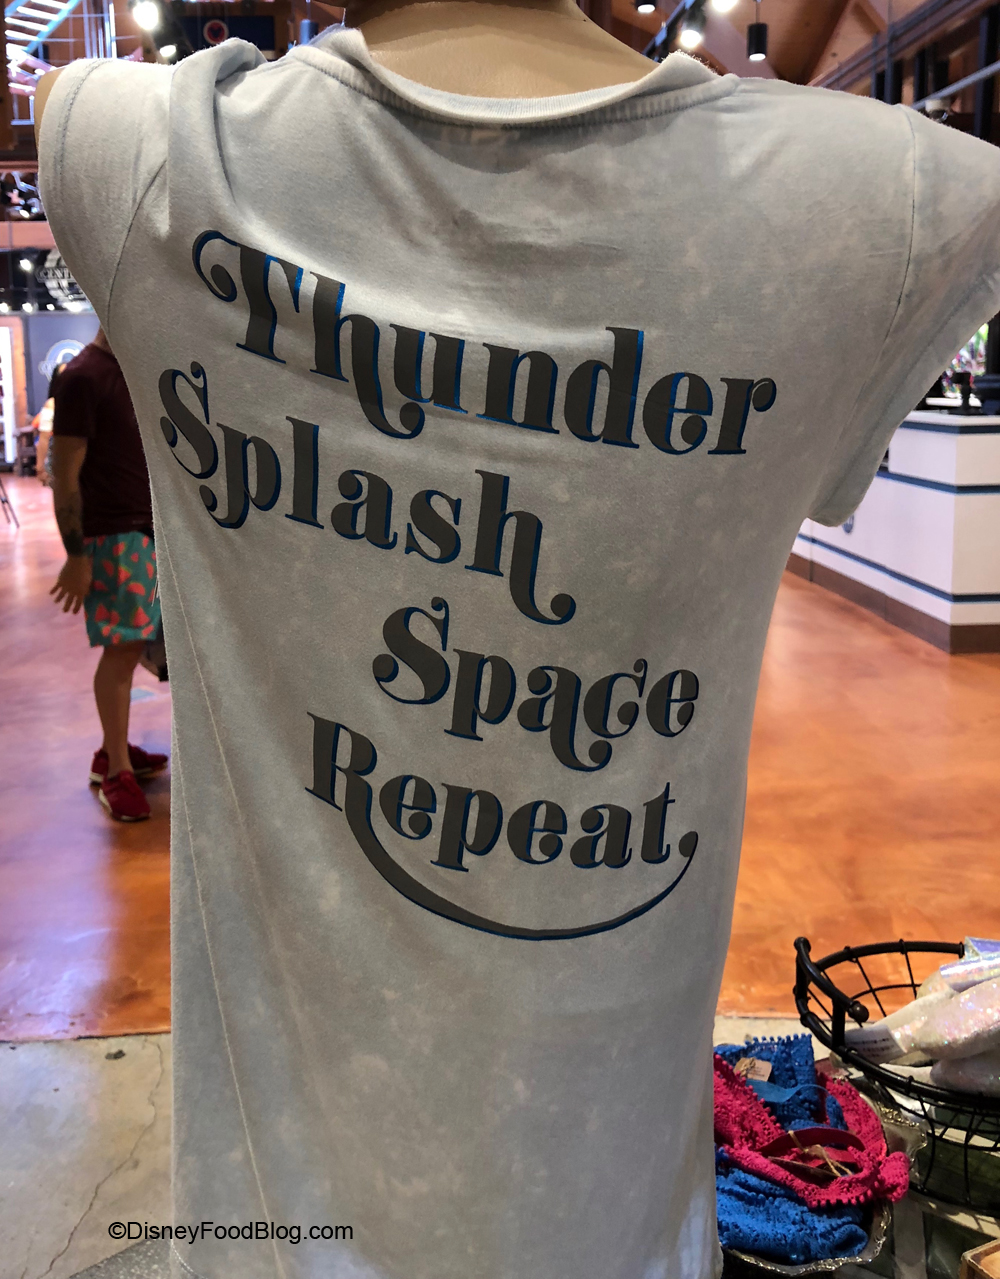 Thunder
Splash
Space
Repeat.
©DisneyFoodBlog.com